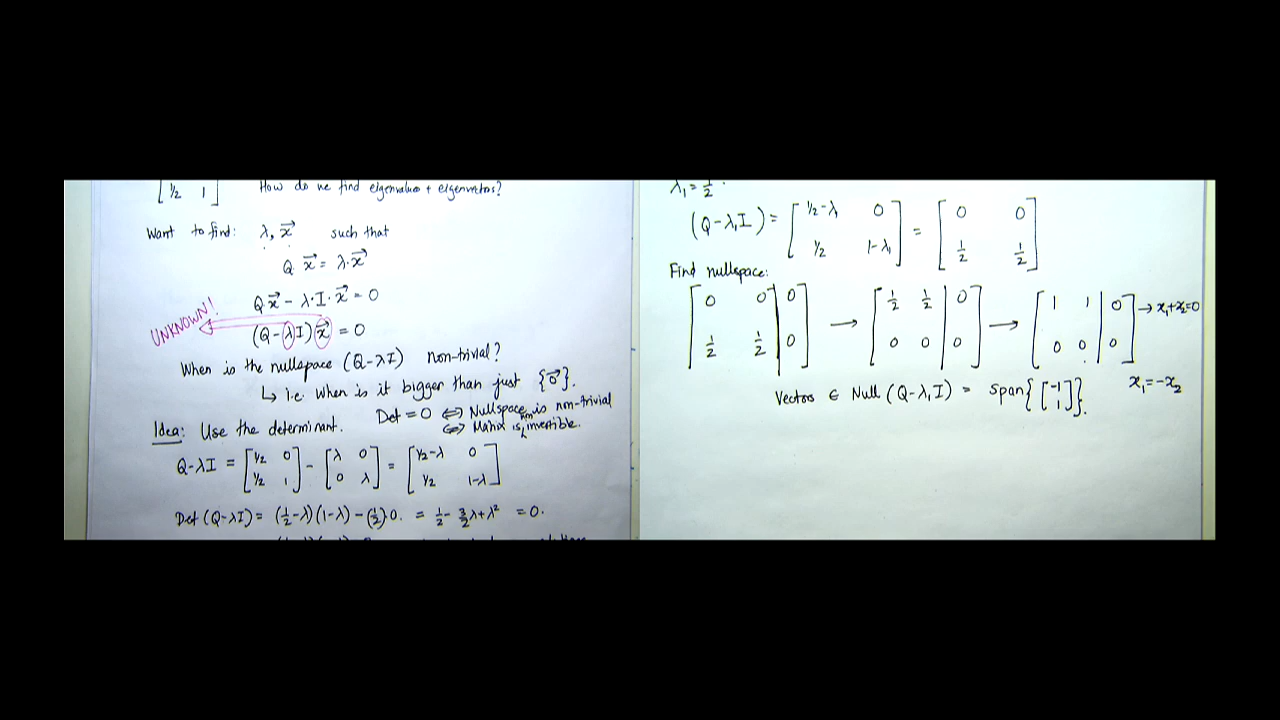 [1/2 1] How do we find eigenvalues + eigenvectors?
Want to find: λ, x⃗ such that
Q x⃗ = λ·x⃗
Qx⃗ - λ·I·x⃗ = 0
UNKNOWN!
(Q-λI) x⃗ = 0
When is the nullspace (Q-λI) non-trivial?
↳ i.e. when is it bigger than just {0⃗}.
Det = 0 ⇔ Nullspace is non-trivial
⇔ Matrix is non invertible.
Idea: Use the determinant.
Q-λI = [1/2 0; 1/2 1] - [λ 0; 0 λ] = [1/2-λ 0; 1/2 1-λ]
Det (Q-λI) = (1/2-λ)(1-λ) - (1/2)·0. = 1/2 - 3/2λ + λ² = 0.
λ₁ = 1/2.
(Q-λ₁I) = [1/2-λ₁ 0; 1/2 1-λ₁] = [0 0; 1/2 1/2]
Find nullspace:
[0 0 | 0; 1/2 1/2 | 0] → [1/2 1/2 | 0; 0 0 | 0] → [1 1 | 0; 0 0 | 0] → x₁+x₂=0
x₁=-x₂
Vectors ∈ Null (Q-λ₁I) = span{[-1; 1]}.